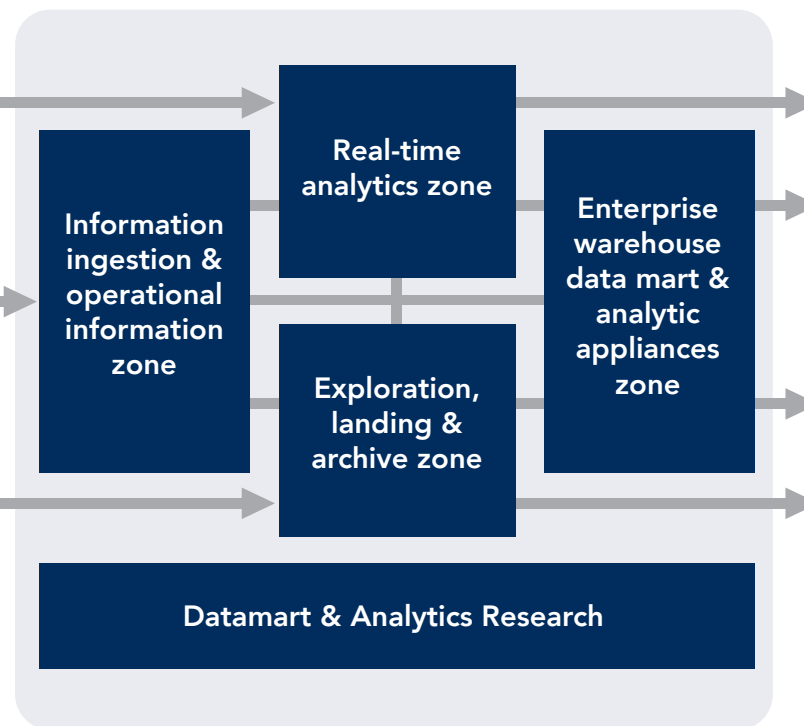 Real-time
analytics zone
Information
ingestion &
operational
information
zone
Enterprise
warehouse
data mart &
analytic
appliances
zone
Exploration,
landing &
archive zone
Datamart & Analytics Research